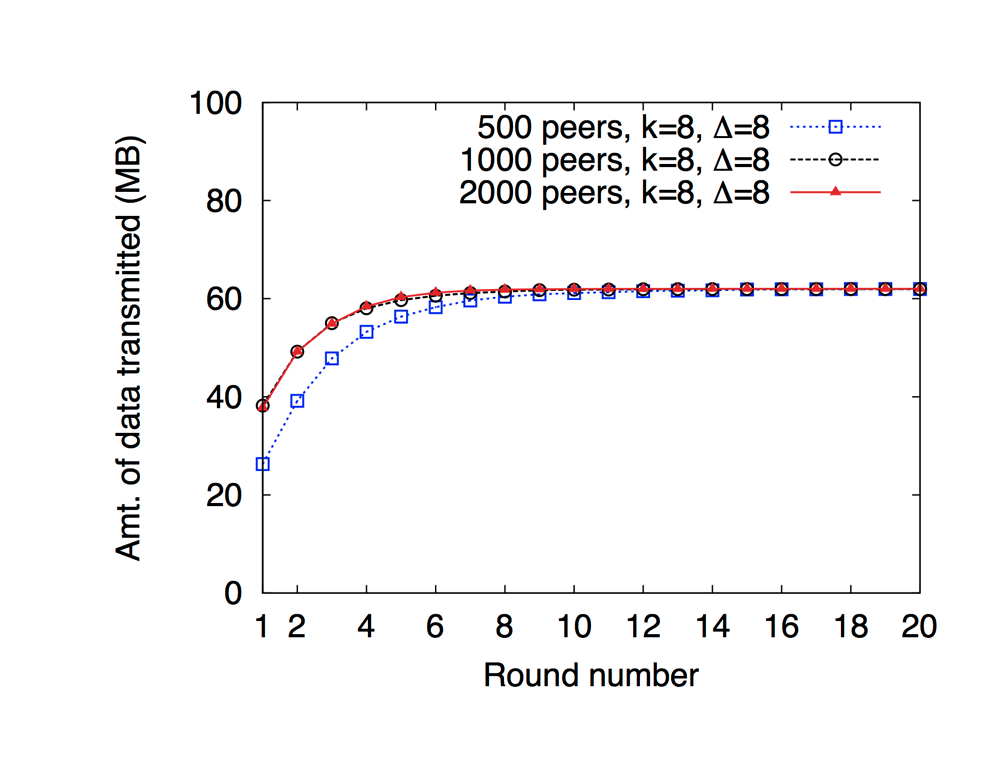 Amt. of data transmitted (MB)
100
80
60
40
20
0
500 peers, k=8, Δ=8
1000 peers, k=8, Δ=8
2000 peers, k=8, Δ=8
1 2 4 6 8 10 12 14 16 18 20
Round number